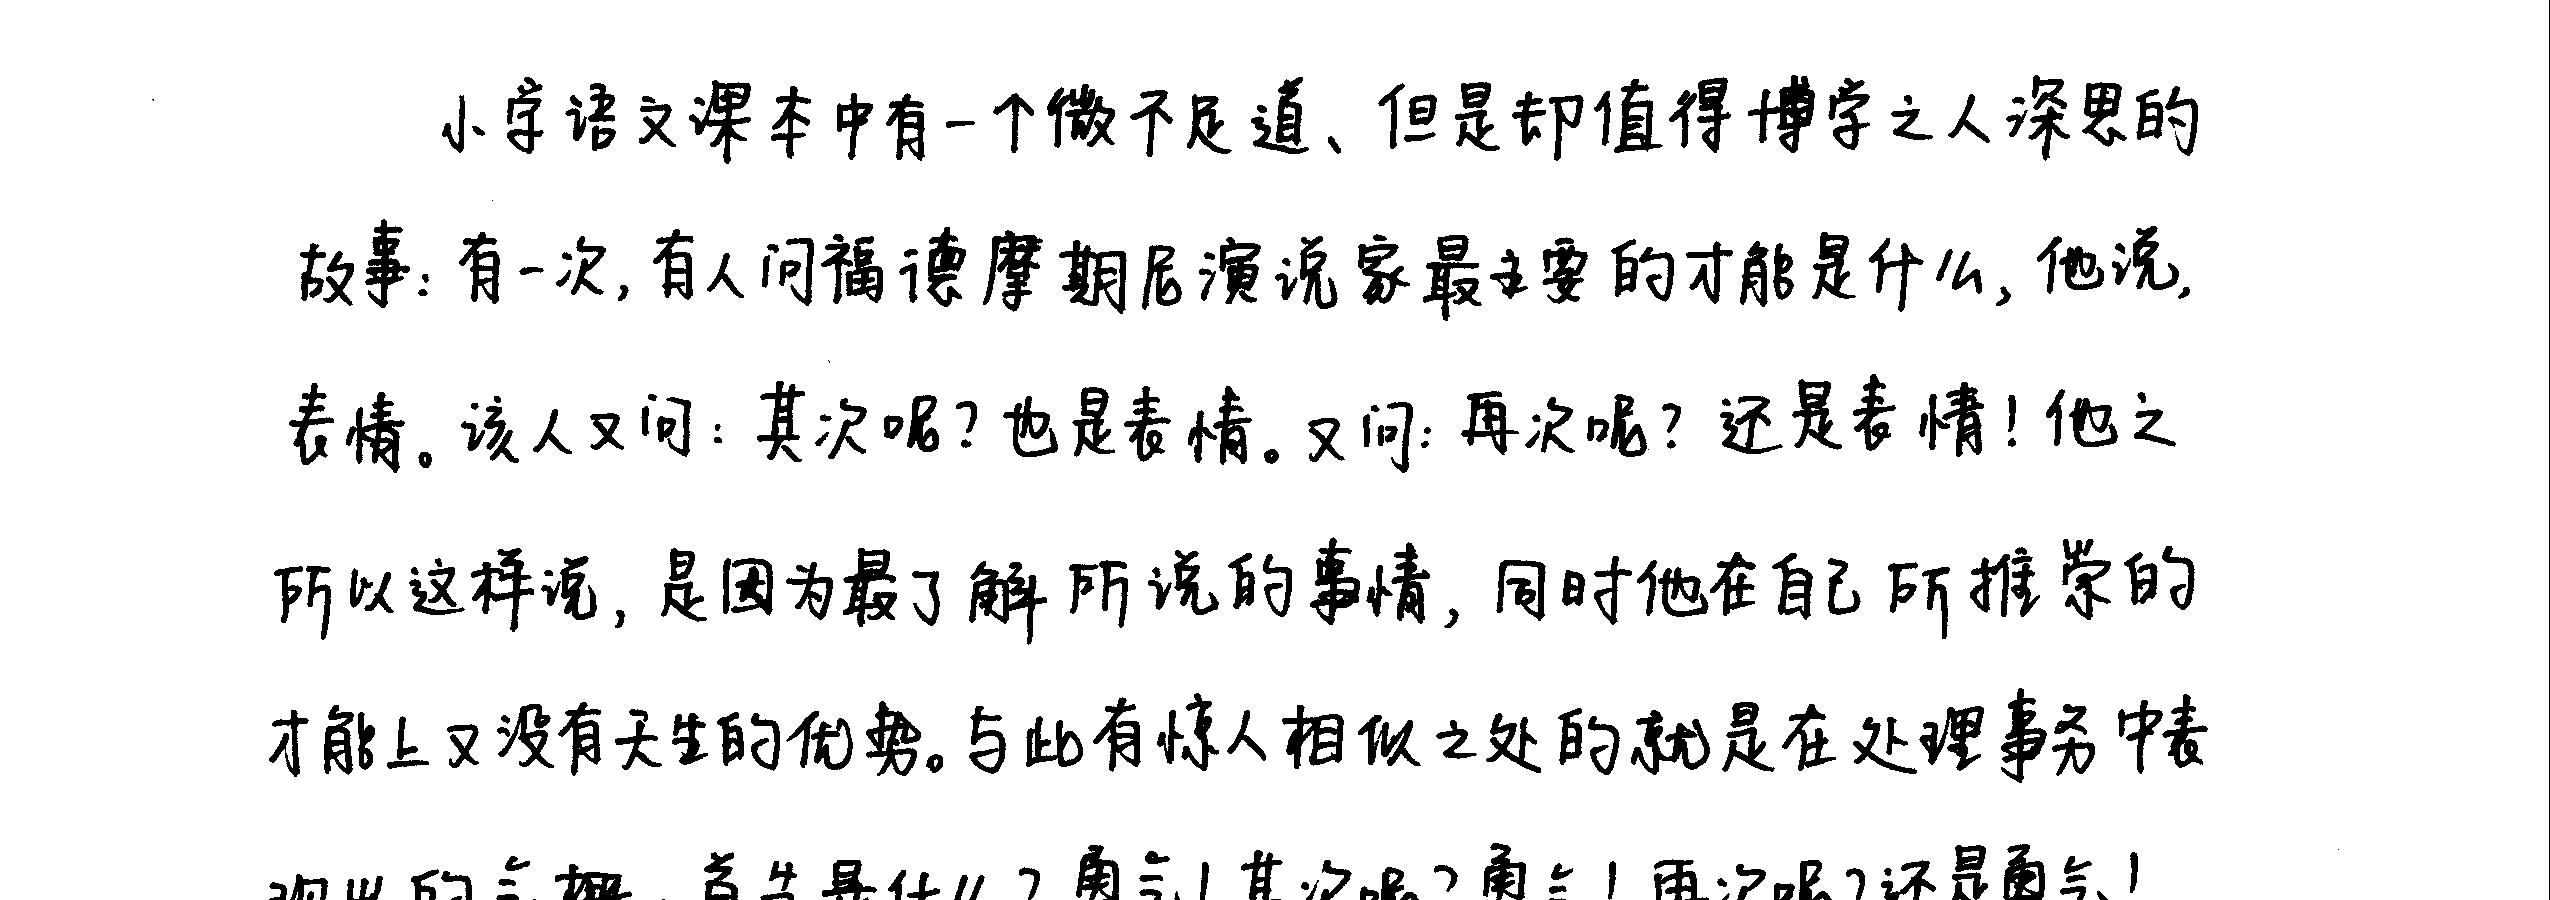 小学语文课本中有一个微不足道、但是却值得博学之人深思的
故事：有一次，有人问福德摩期尼演说家最主要的才能是什么，他说，
表情。该人又问：其次呢？也是表情。又问：再次呢？还是表情！他之
所以这样说，是因为最了解所说的事情，同时他在自己所推崇的
才能上又没有天生的优势。与此有惊人相似之处的就是在处理事务中表
现出的气概，首先是什么？勇气！其次呢？勇气！再次呢？还是勇气！